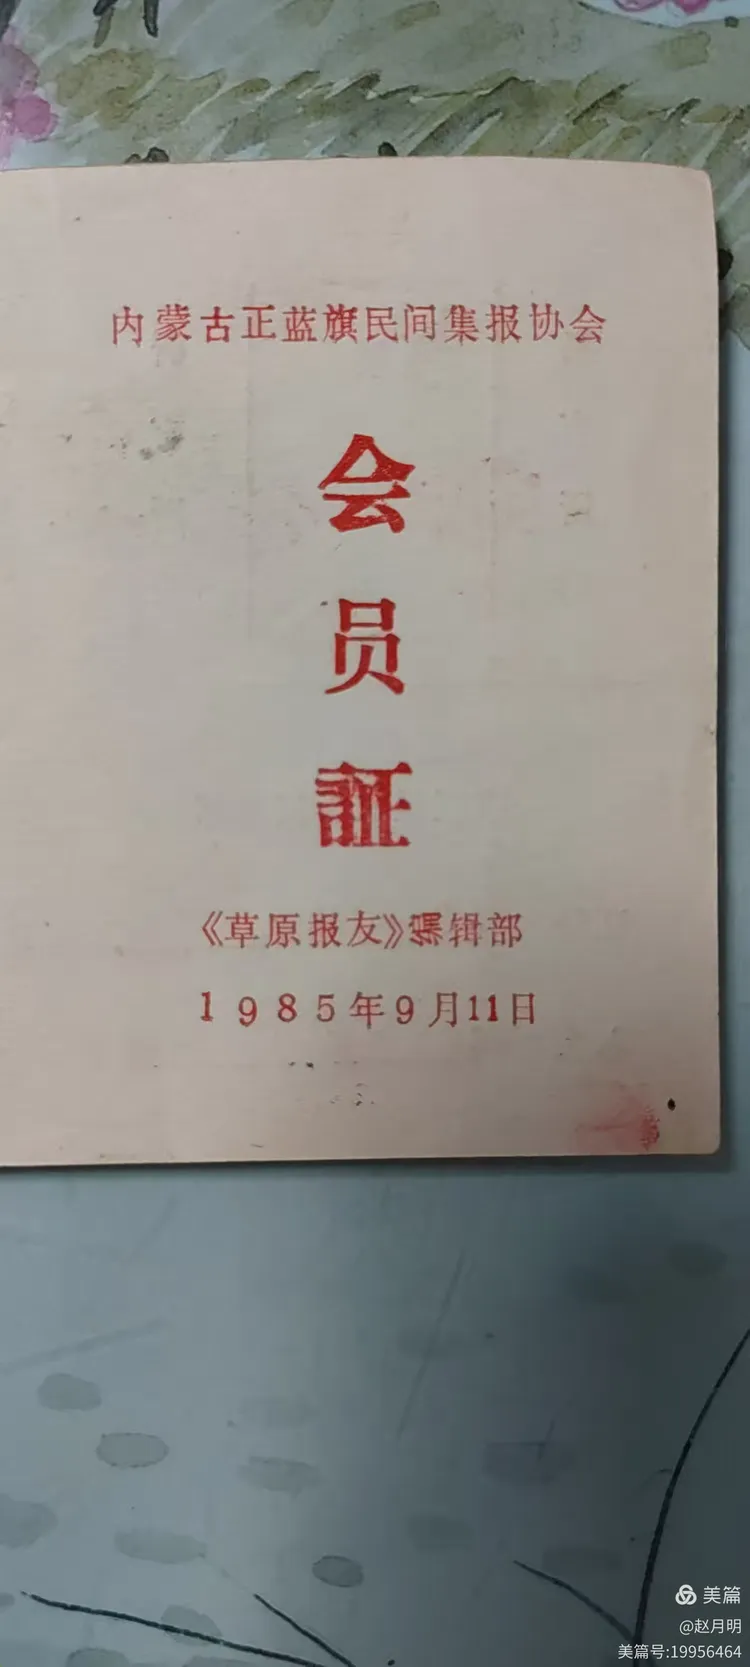 内蒙古正蓝旗民间集报协会
会
员
証
《草原报友》编辑部
1985年9月11日
美篇
@赵月明
美篇号:19956464